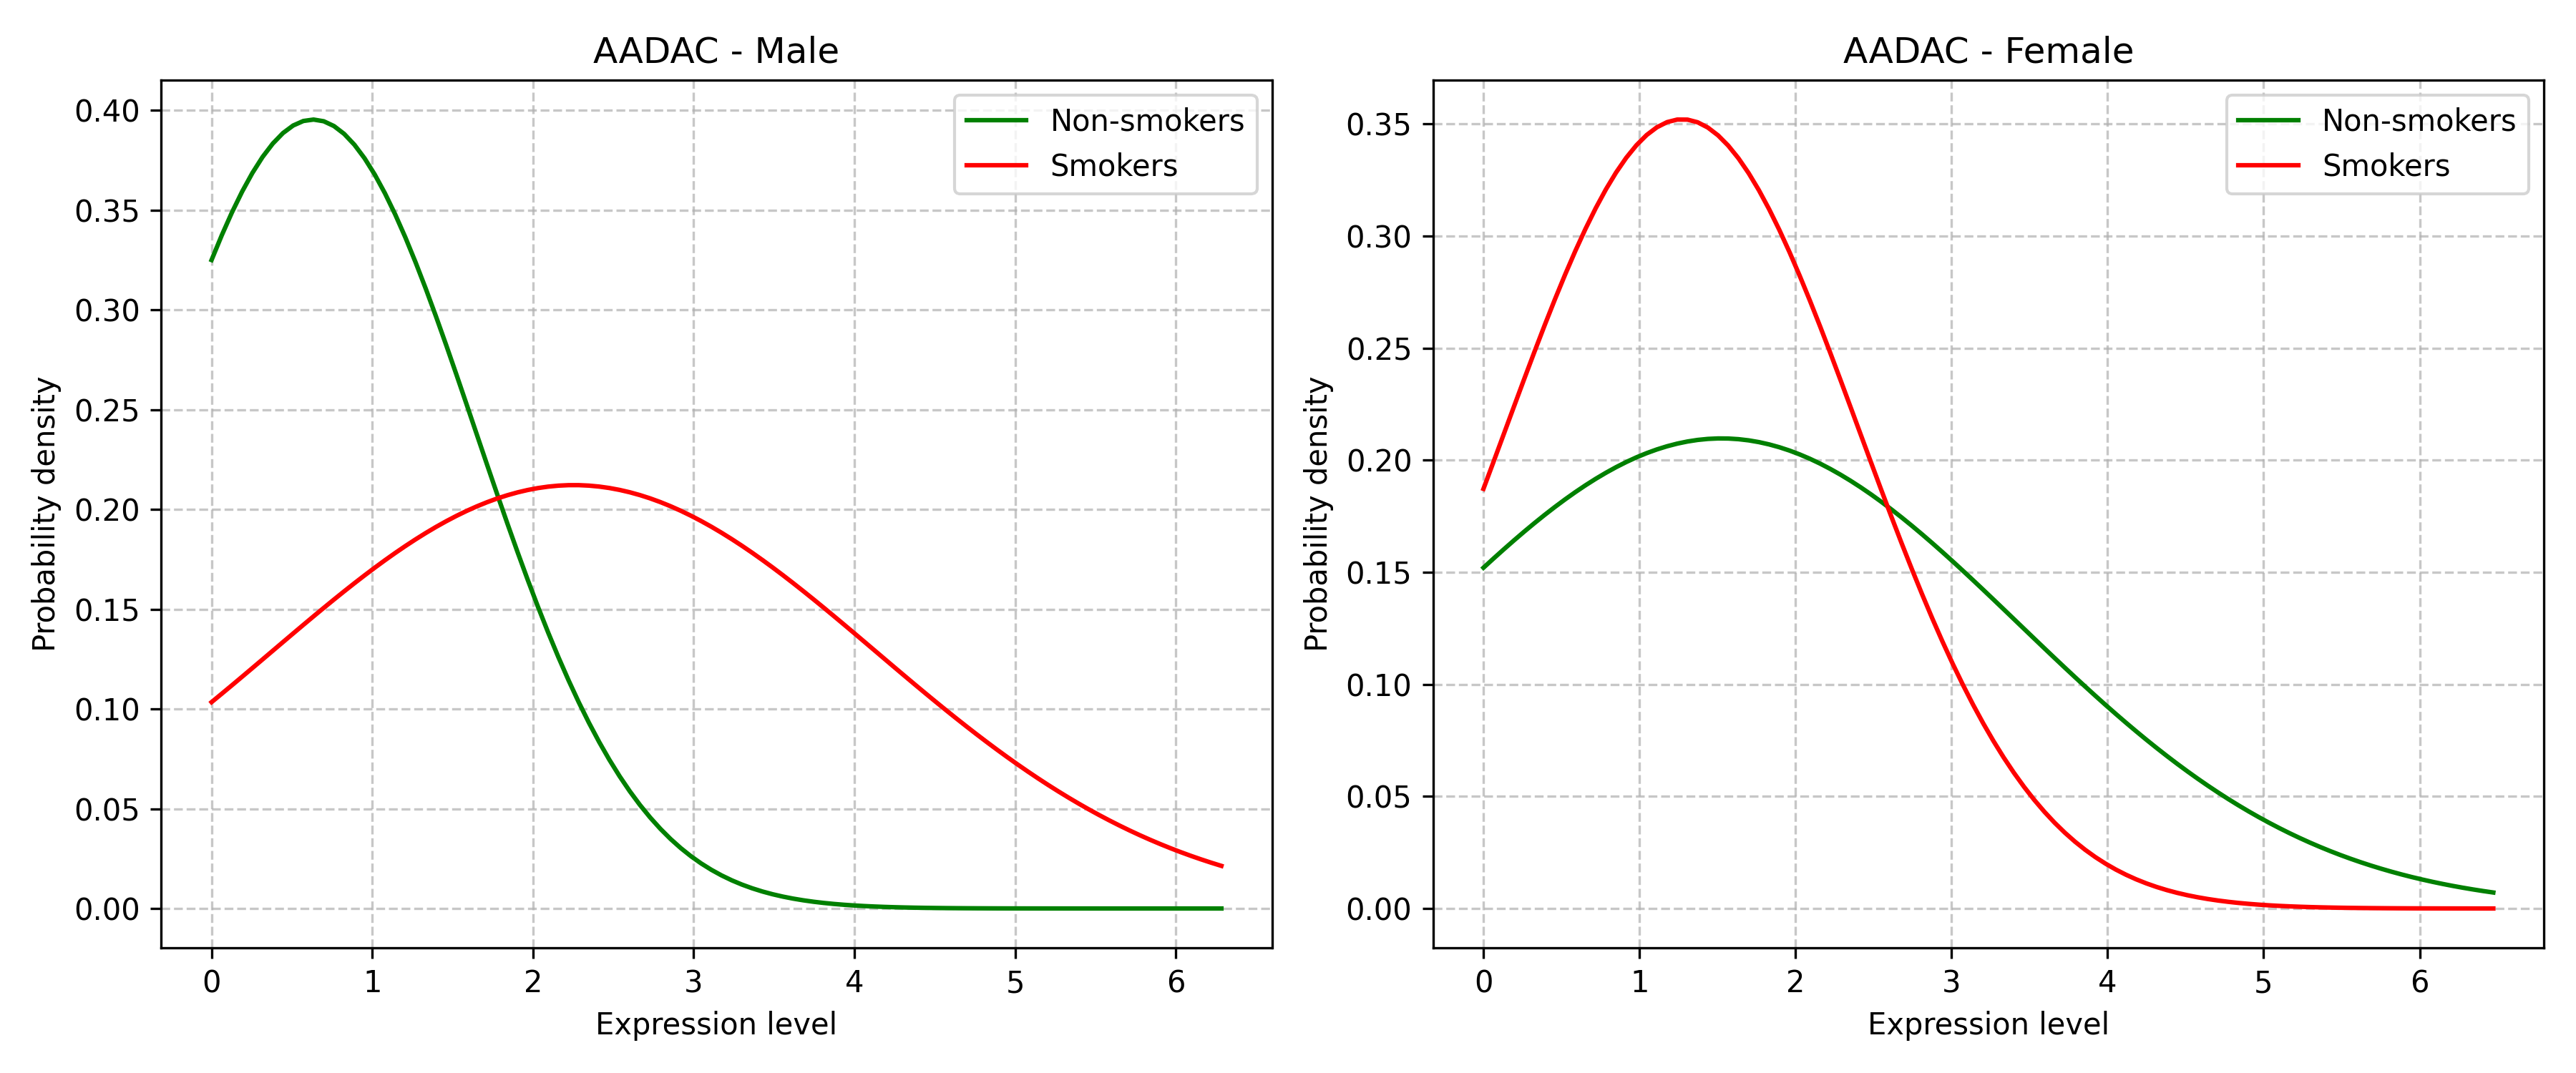 AADAC - Male
Probability density
0.40
0.35
0.30
0.25
0.20
0.15
0.10
0.05
0.00
Non-smokers
Smokers
0 1 2 3 4 5 6
Expression level
AADAC - Female
Probability density
0.35
0.30
0.25
0.20
0.15
0.10
0.05
0.00
Non-smokers
Smokers
0 1 2 3 4 5 6
Expression level